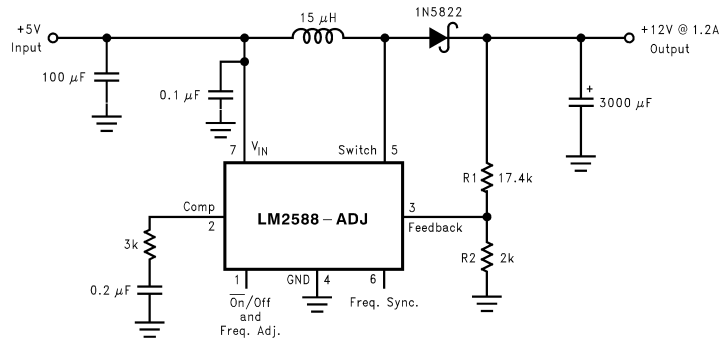 +5V
Input
15 μH
1N5822
+12V @ 1.2A
Output
100 μF
0.1 μF
+
3000 μF
7
VIN
Switch
5
R1
17.4k
Comp
2
LM2588-ADJ
3
Feedback
3k
R2
2k
0.2 μF
1
GND
4
6
On/Off
and
Freq. Adj.
Freq. Sync.